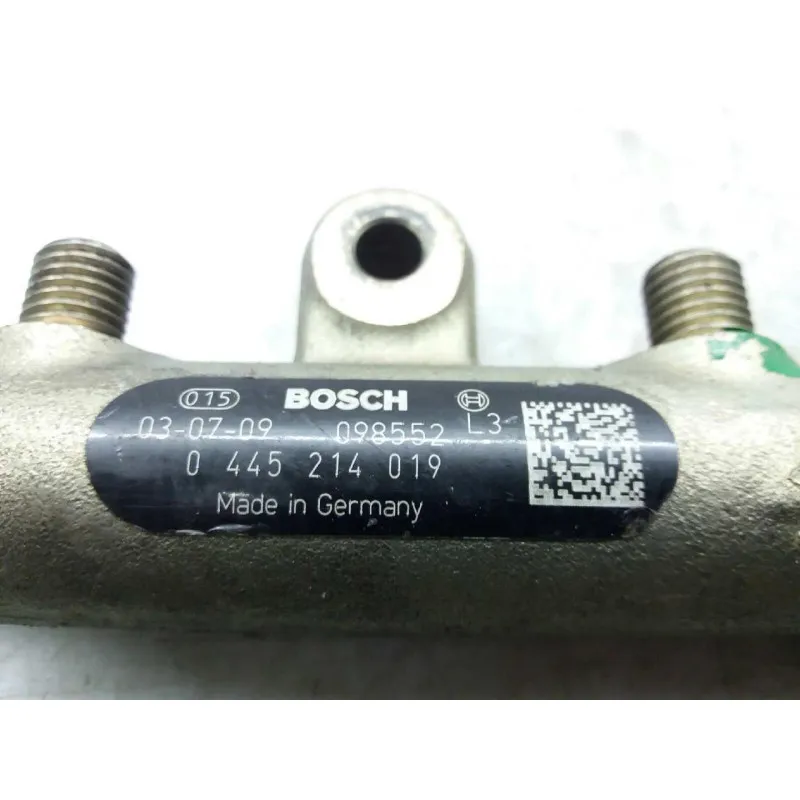 015 BOSCH
03-07-09 098552 L3
0 445 214 019
Made in Germany